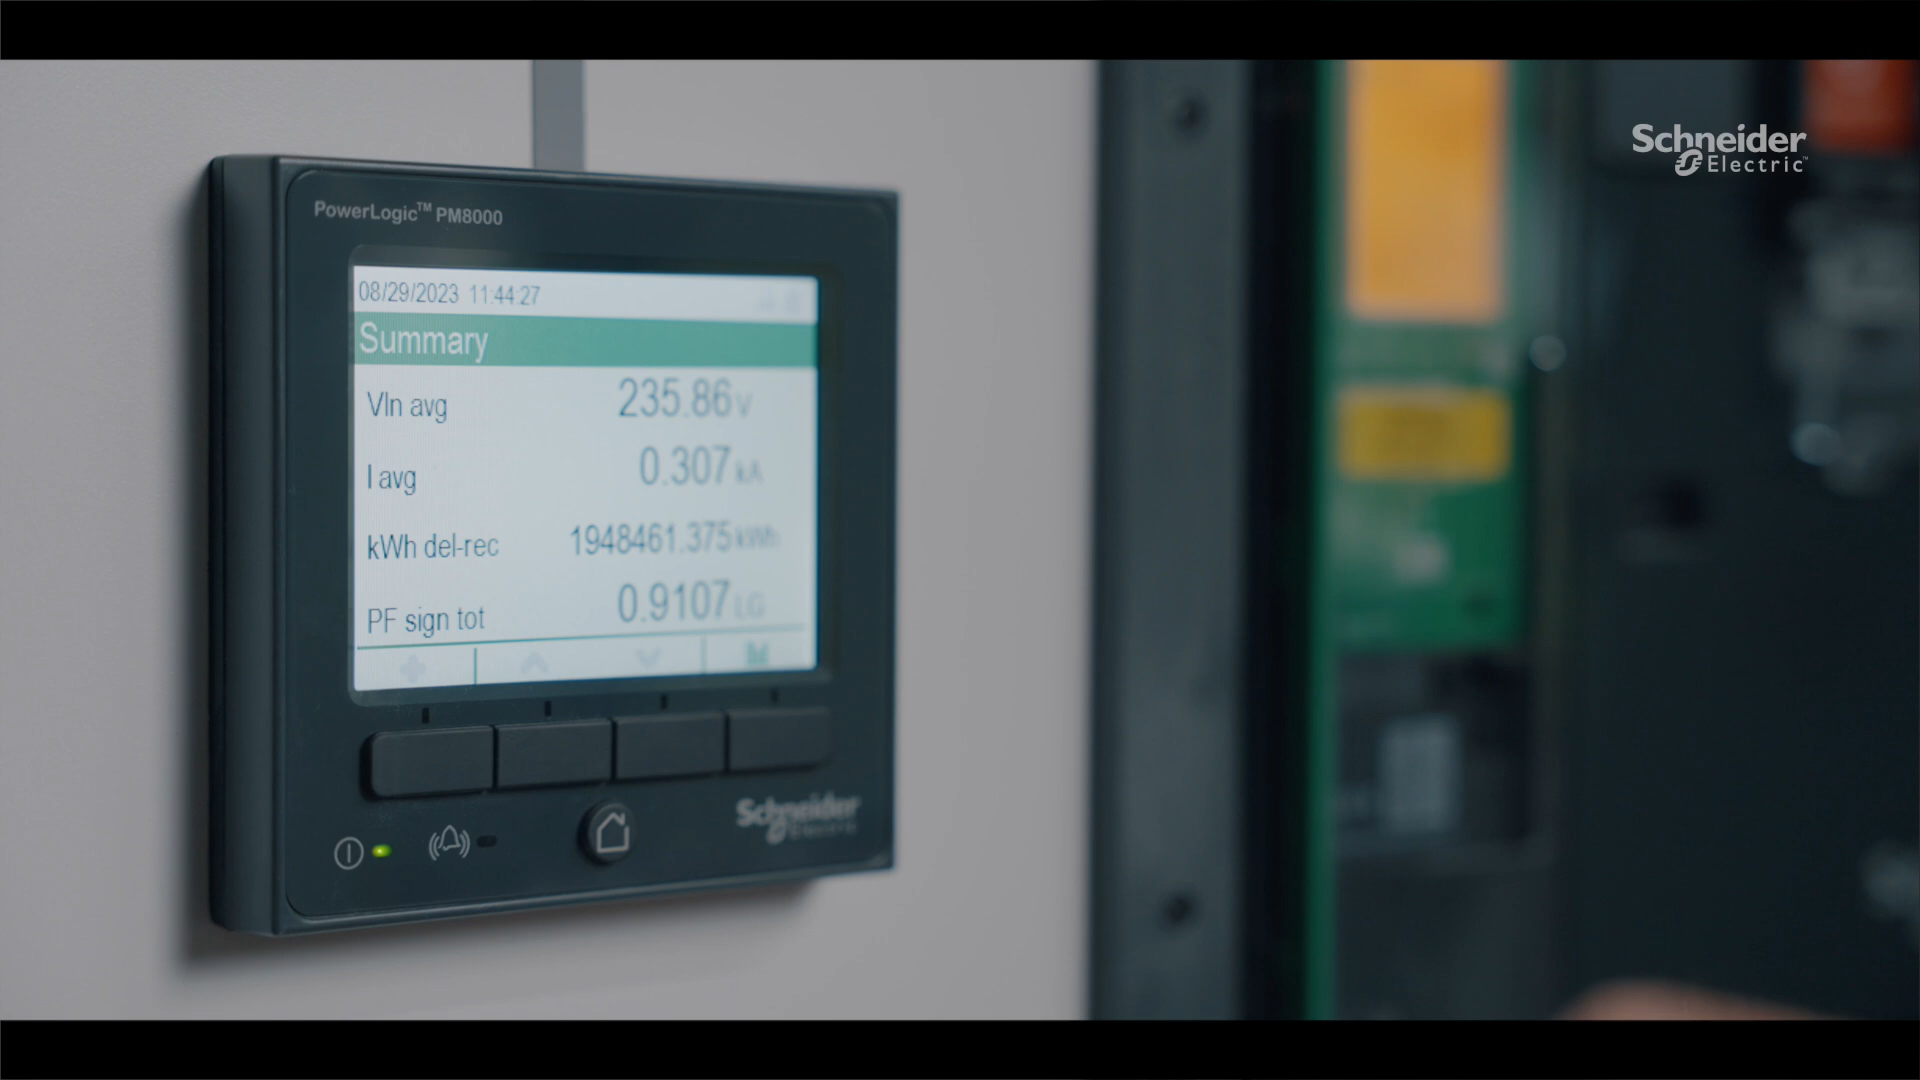 Schneider
Electric™
PowerLogic™ PM8000
08/29/2023 11:44:27
Summary
Vln avg 235.86 V
I avg 0.307 kA
kWh del-rec 1948461.375 kWh
PF sign tot 0.9107 LG
Schneider
Electric